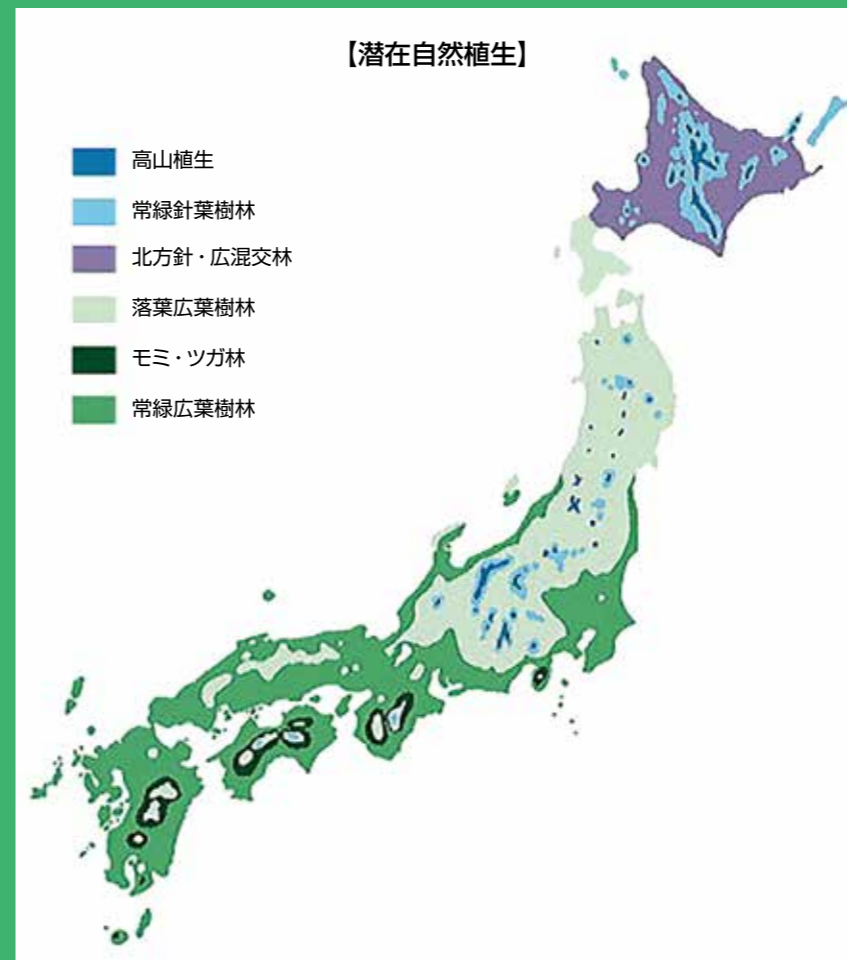 【潜在自然植生】
高山植生
常緑針葉樹林
北方針・広混交林
落葉広葉樹林
モミ・ツガ林
常緑広葉樹林